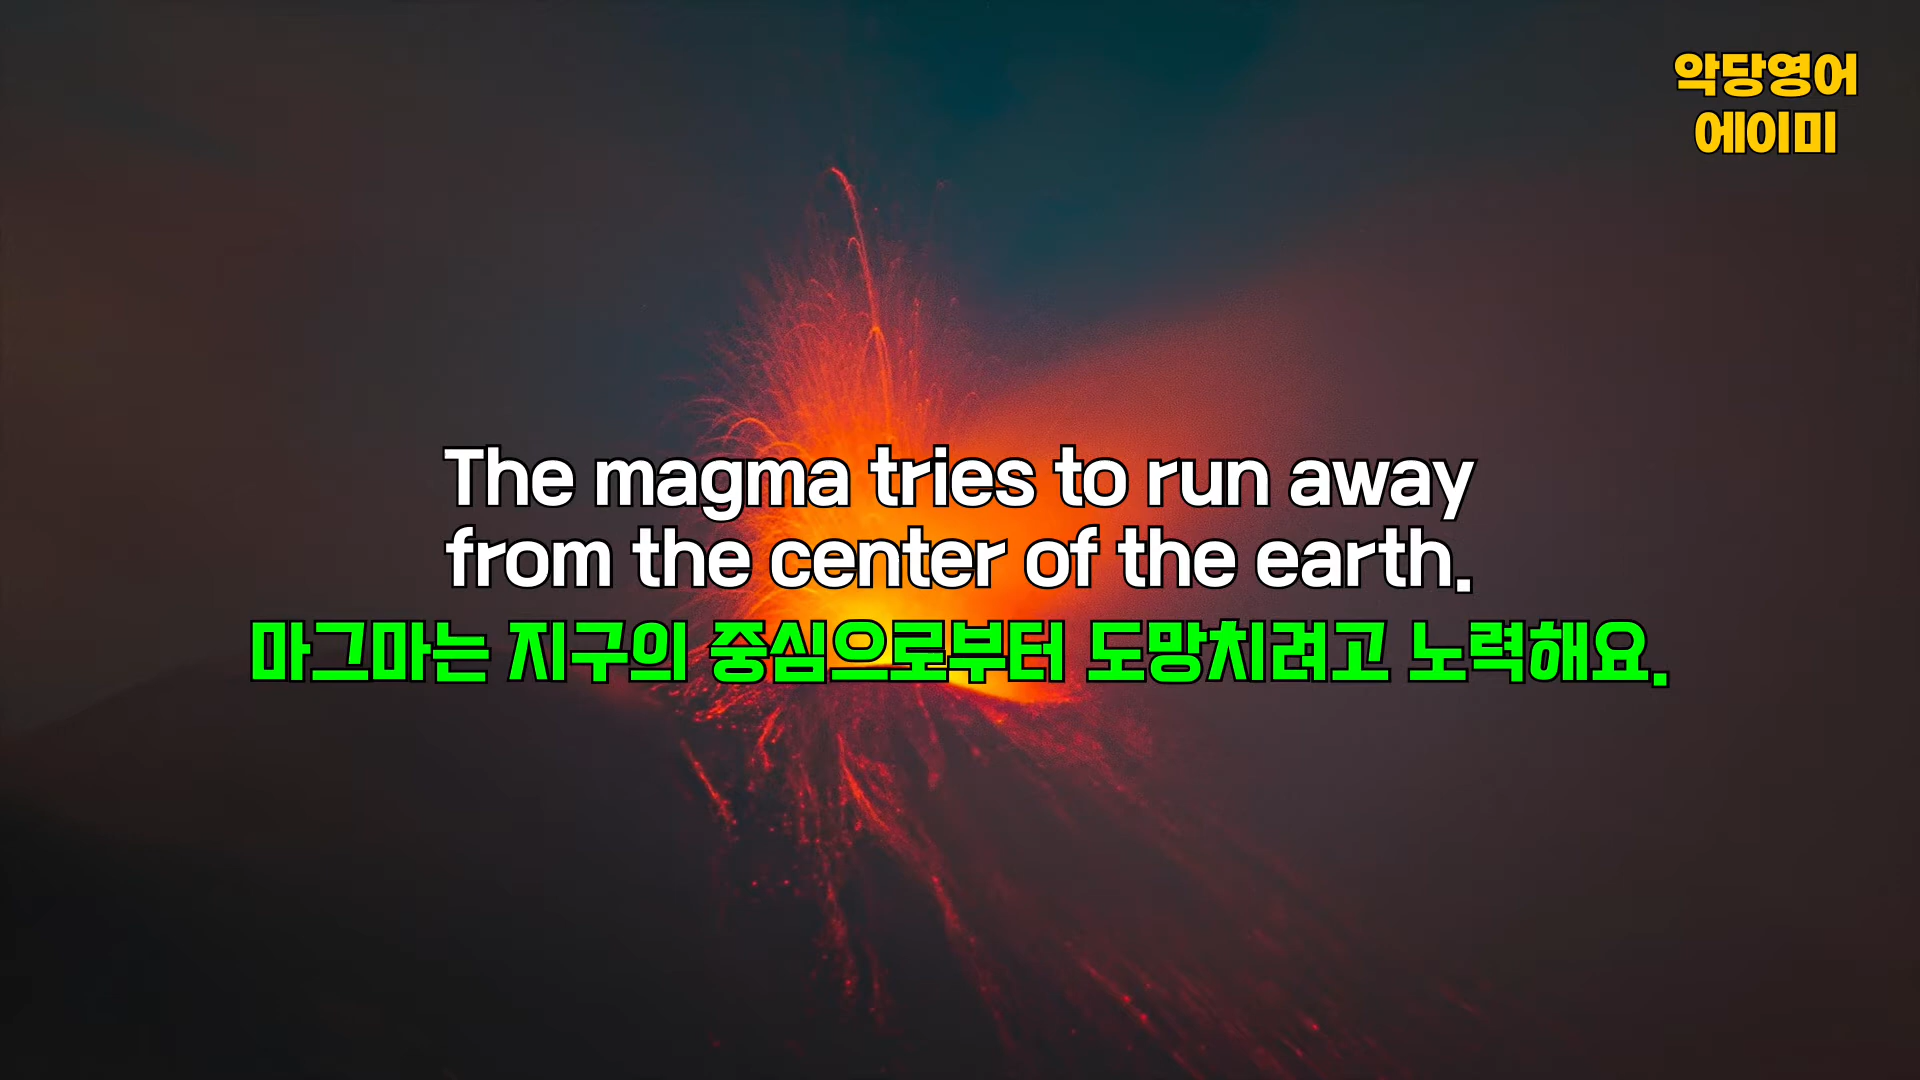 악당영어
에이미
The magma tries to run away
from the center of the earth.
마그마는 지구의 중심으로부터 도망치려고 노력해요.